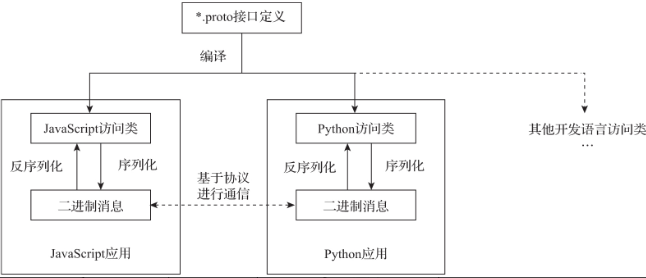 *.proto接口定义
编译
JavaScript访问类
Python访问类
其他开发语言访问类
…
反序列化
序列化
反序列化
序列化
基于协议
进行通信
二进制消息
二进制消息
JavaScript应用
Python应用